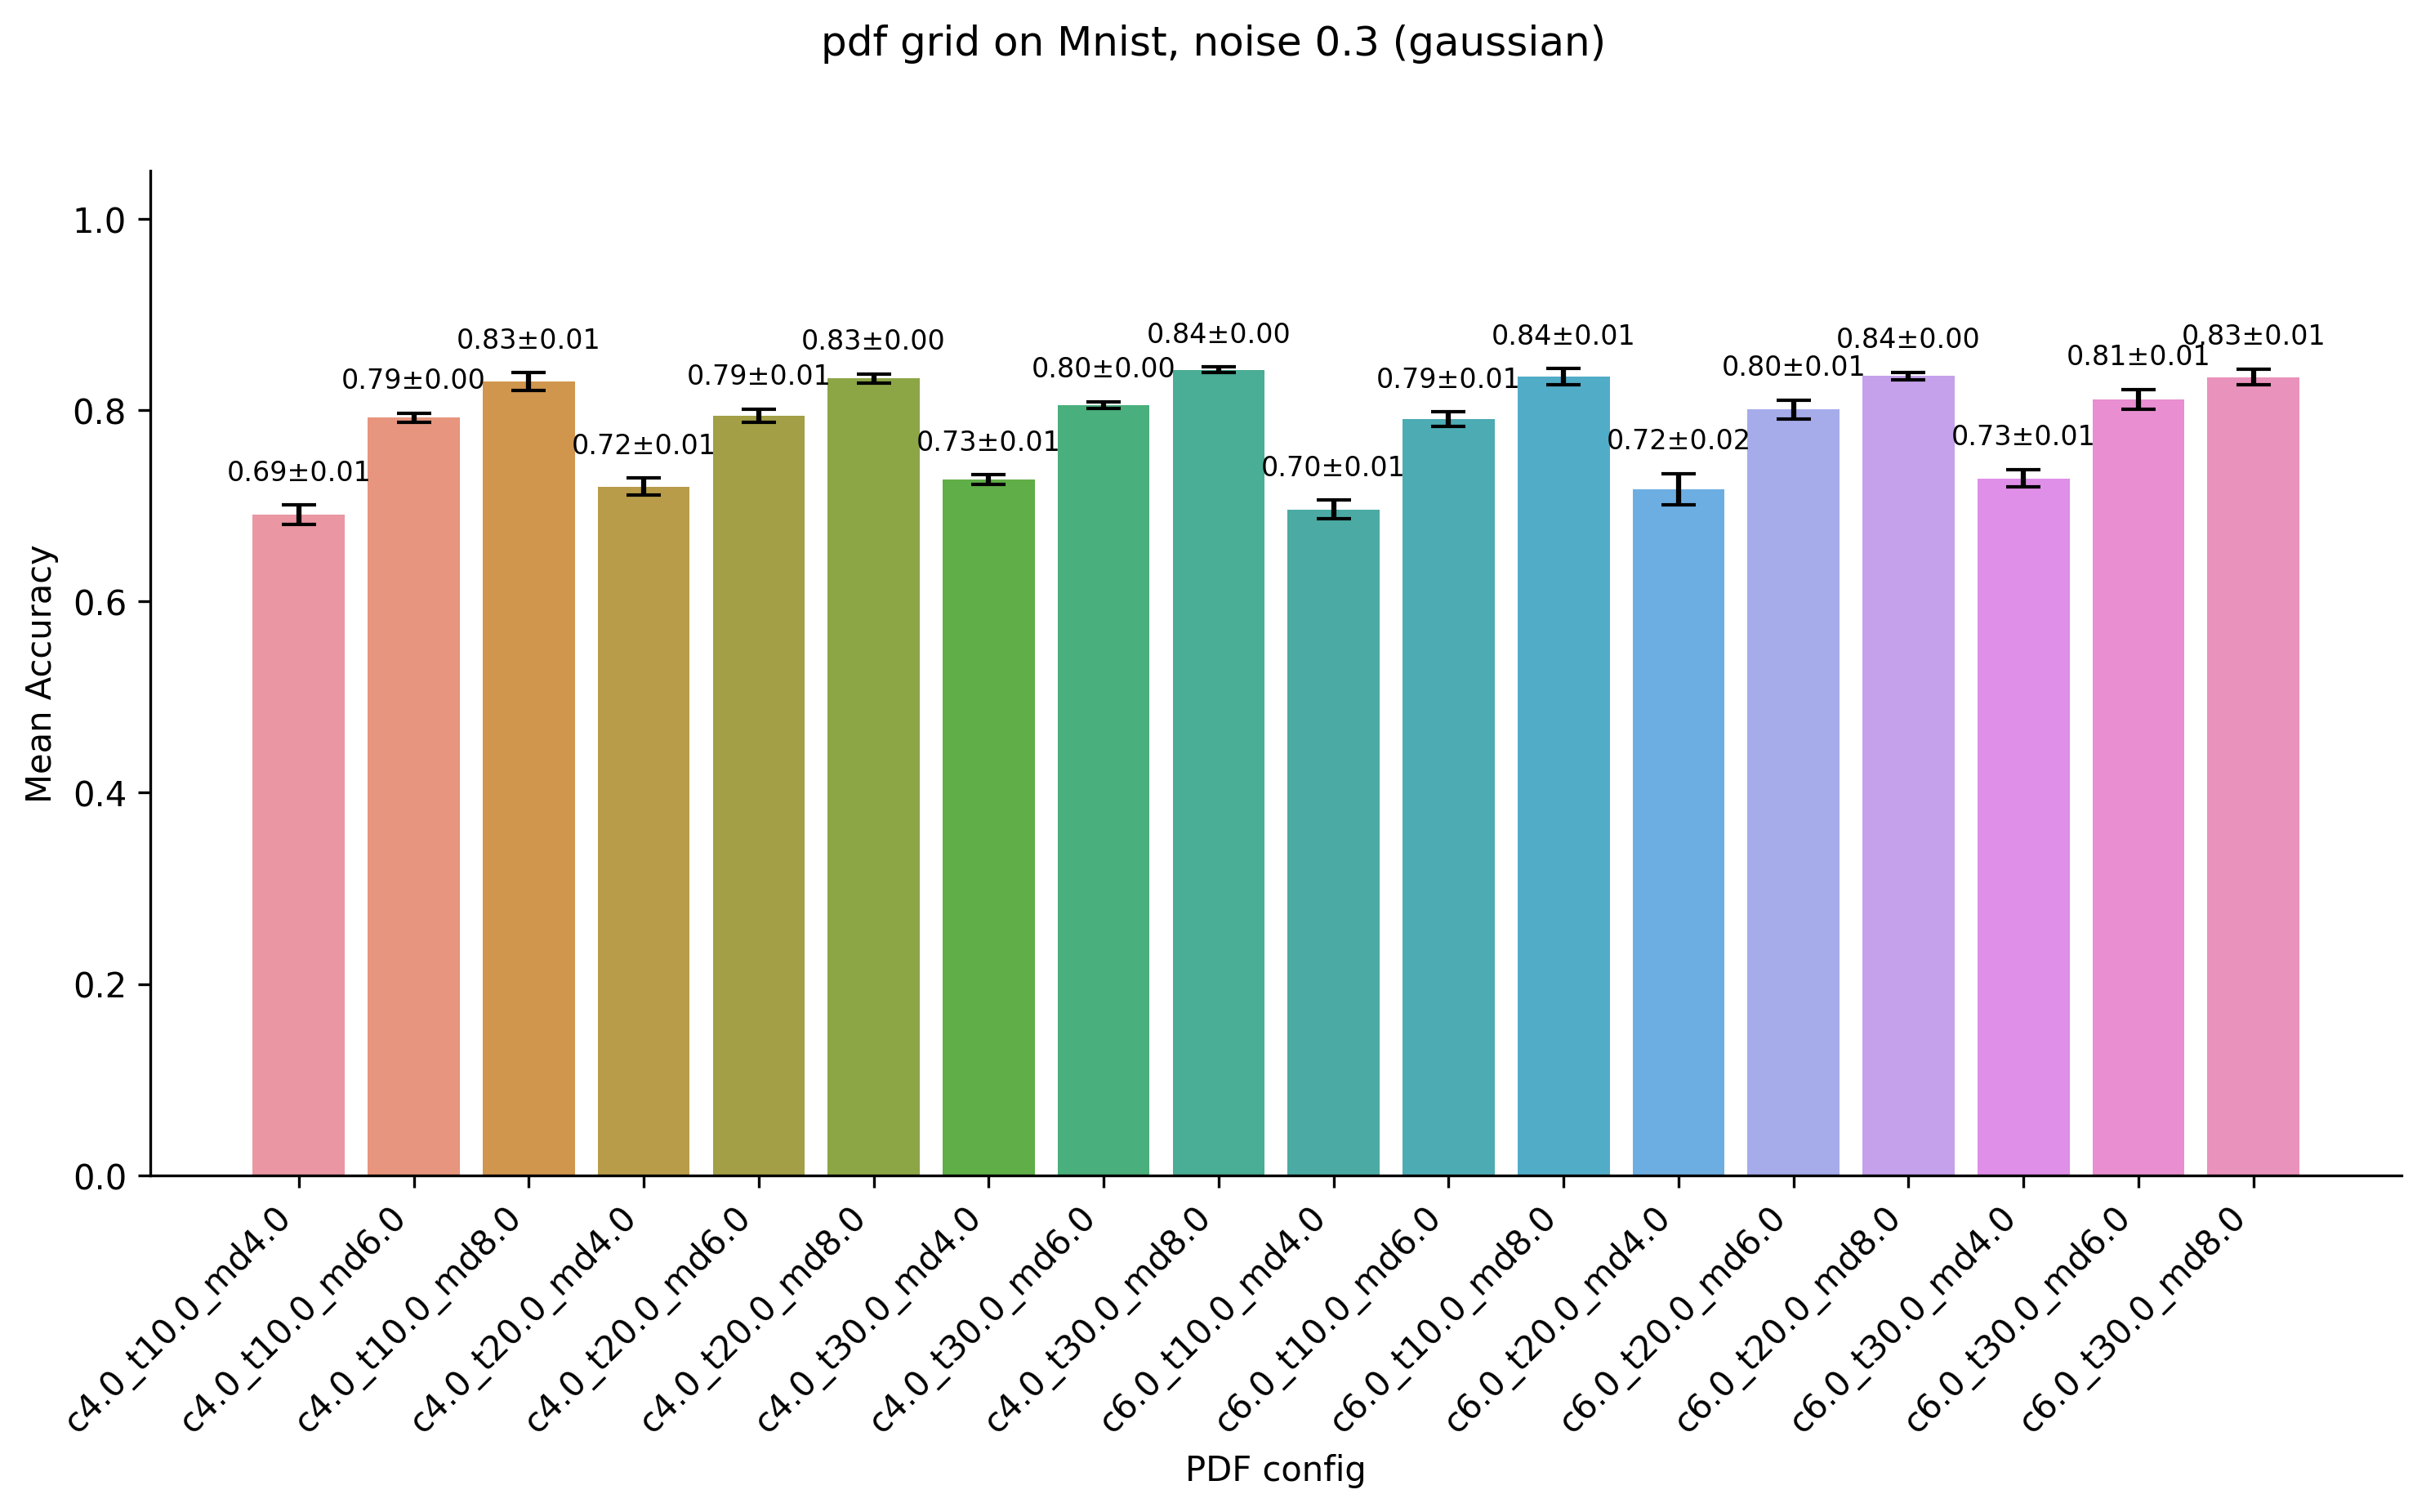 pdf grid on Mnist, noise 0.3 (gaussian)
Mean Accuracy
1.0
0.8
0.6
0.4
0.2
0.0
0.69±0.01
0.79±0.00
0.83±0.01
0.72±0.01
0.79±0.01
0.83±0.00
0.73±0.01
0.80±0.00
0.84±0.00
0.70±0.01
0.79±0.01
0.84±0.01
0.72±0.02
0.80±0.01
0.84±0.00
0.73±0.01
0.81±0.01
0.83±0.01
c4.0_t10.0_md4.0
c4.0_t10.0_md6.0
c4.0_t10.0_md8.0
c4.0_t20.0_md4.0
c4.0_t20.0_md6.0
c4.0_t20.0_md8.0
c4.0_t30.0_md4.0
c4.0_t30.0_md6.0
c4.0_t30.0_md8.0
c6.0_t10.0_md4.0
c6.0_t10.0_md6.0
c6.0_t10.0_md8.0
c6.0_t20.0_md4.0
c6.0_t20.0_md6.0
c6.0_t20.0_md8.0
c6.0_t30.0_md4.0
c6.0_t30.0_md6.0
c6.0_t30.0_md8.0
PDF config